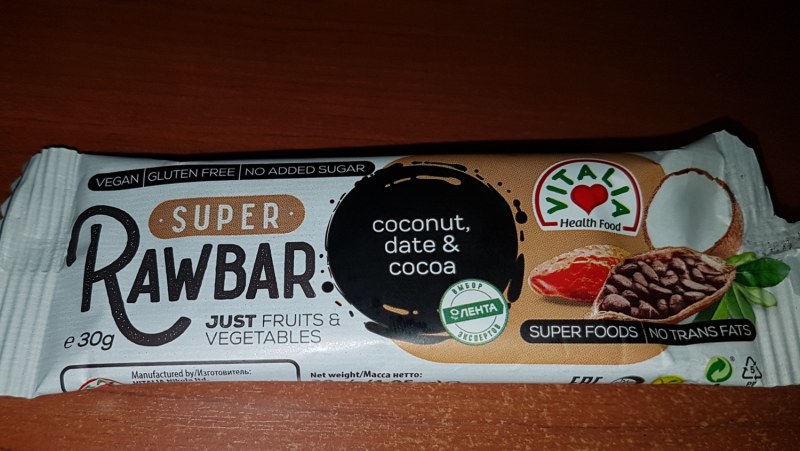 VEGAN | GLUTEN FREE | NO ADDED SUGAR
SUPER
RAWBAR
JUST FRUITS &
VEGETABLES
e 30g
coconut,
date &
cocoa
VITALIA
Health Food
ВЫБОР
ЛЕНТА
ЭКСПЕРТОВ
SUPER FOODS | NO TRANS FATS
Manufactured by/Изготовитель:
Net weight/Масса нетто:
5